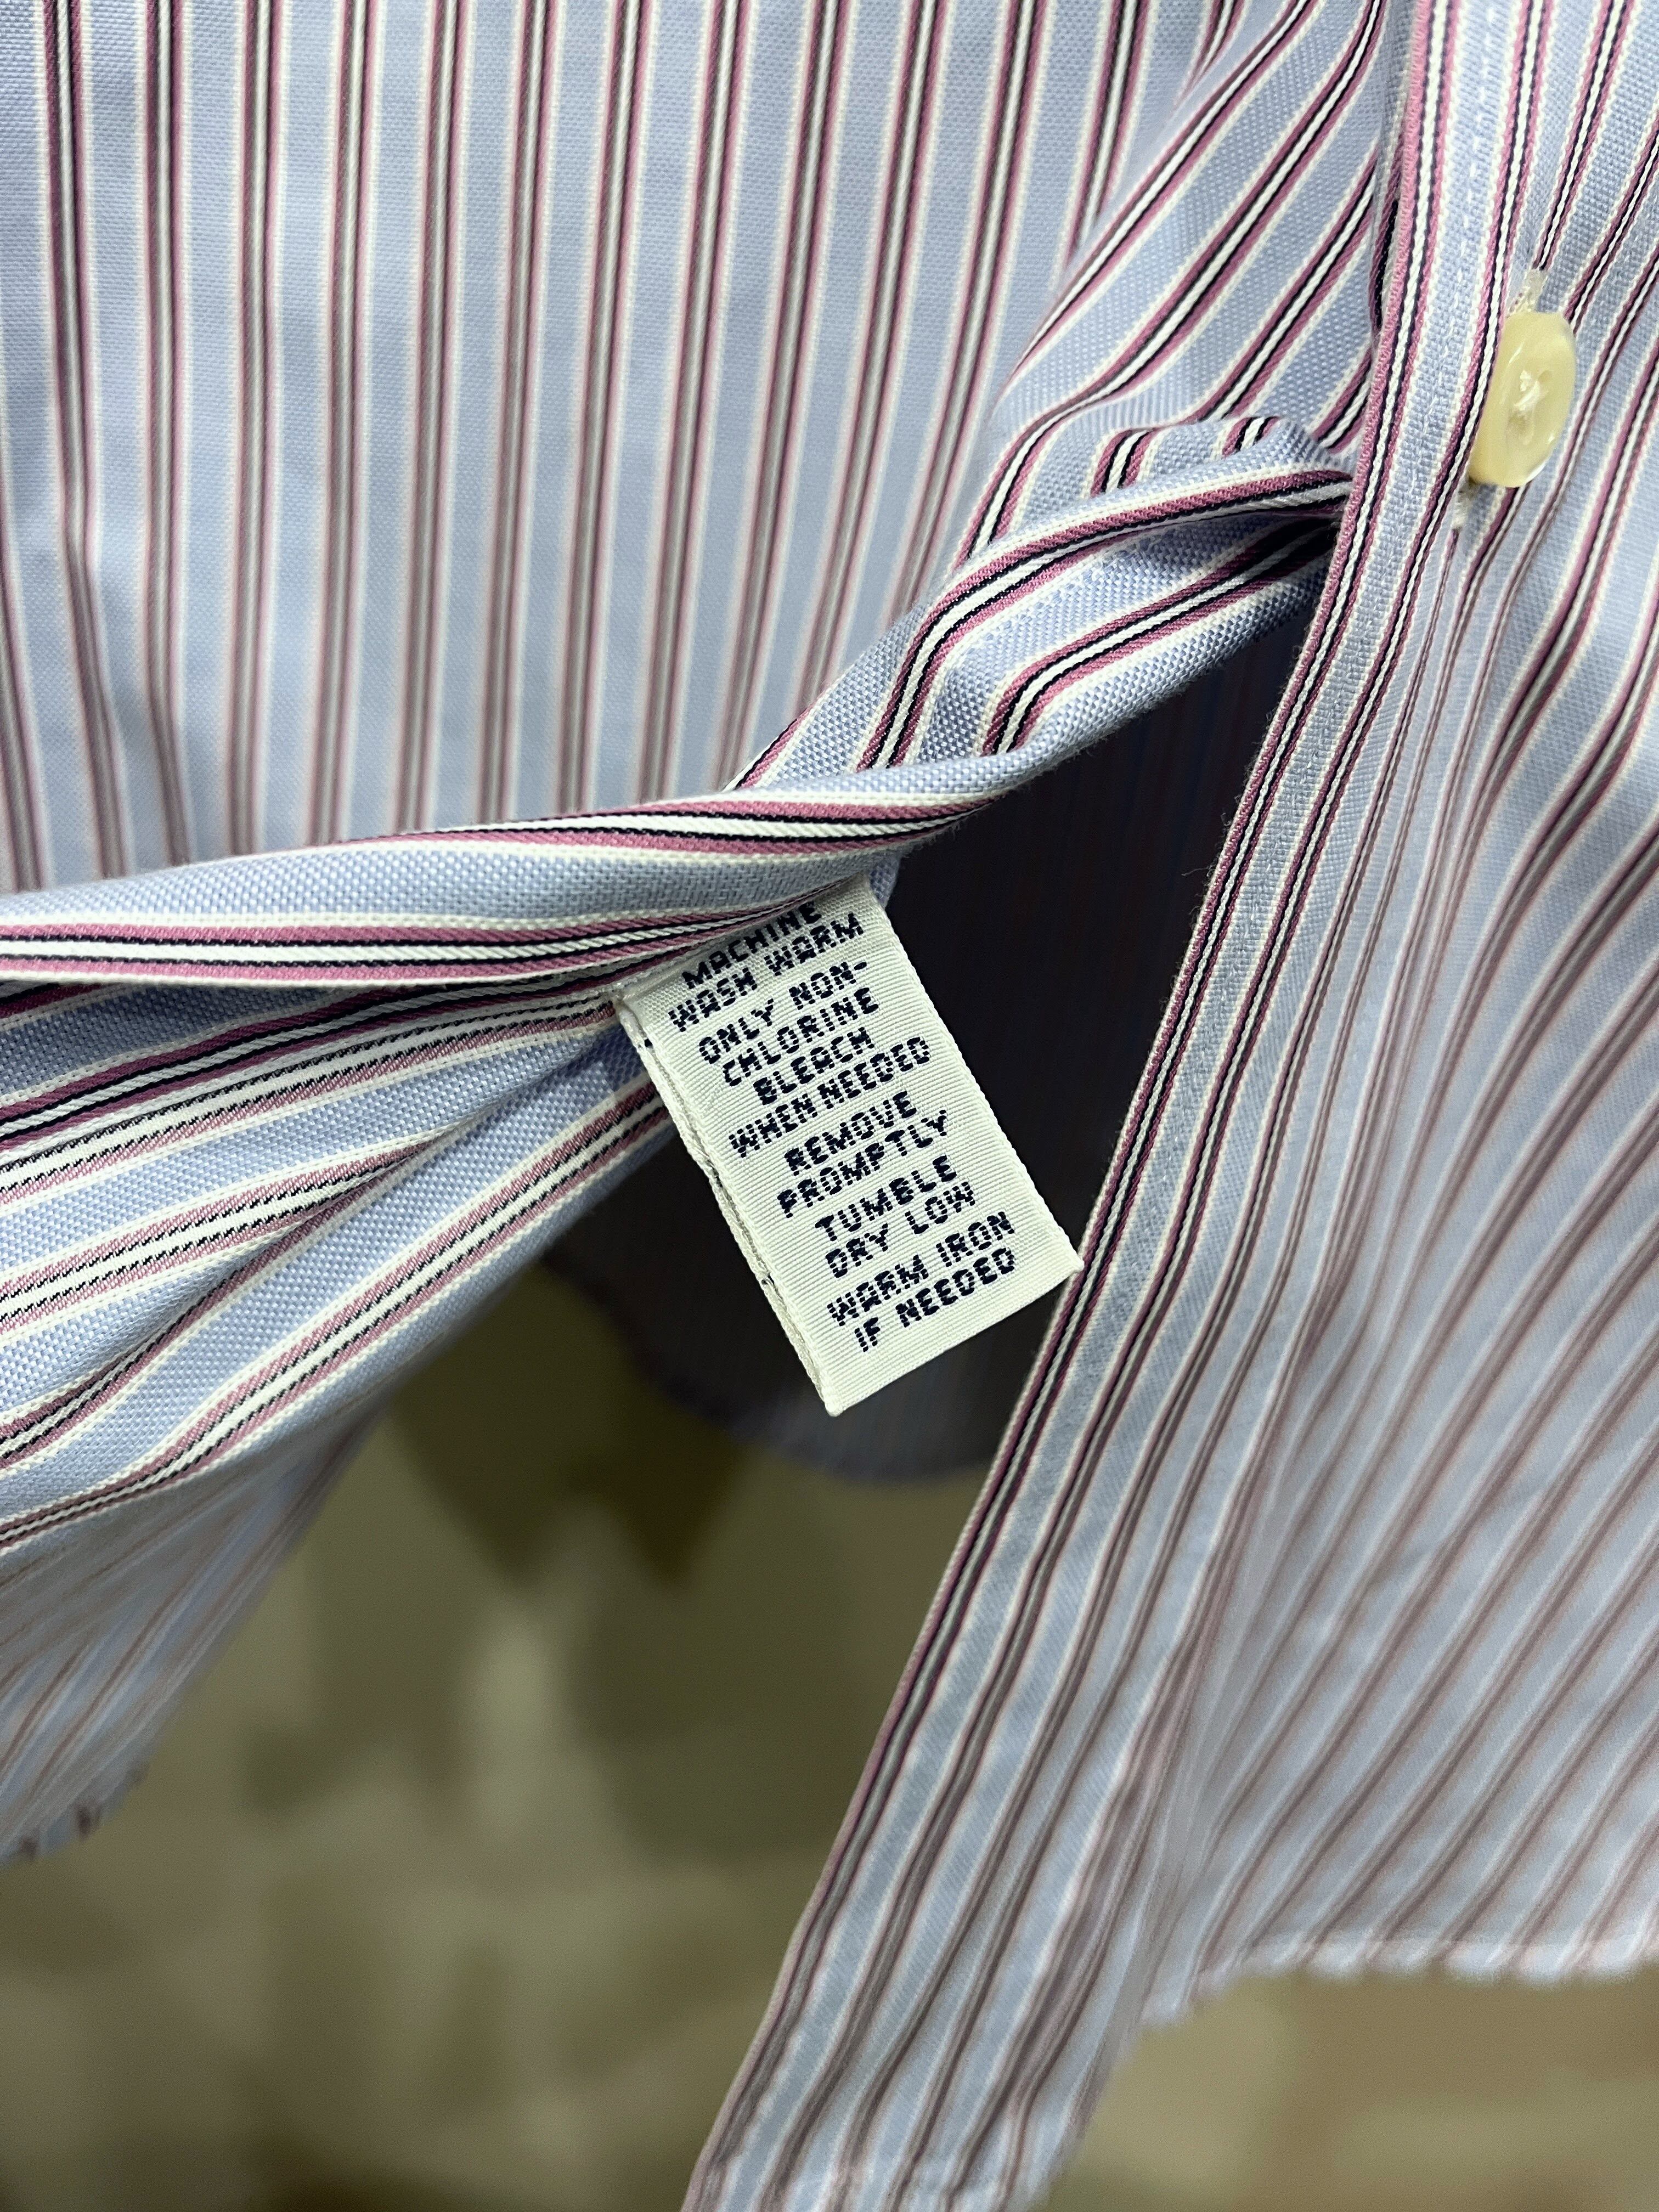 MACHINE
WASH WARM
ONLY NON-
CHLORINE
BLEACH
WHEN NEEDED
REMOVE
PROMPTLY
TUMBLE
DRY LOW
WARM IRON
IF NEEDED